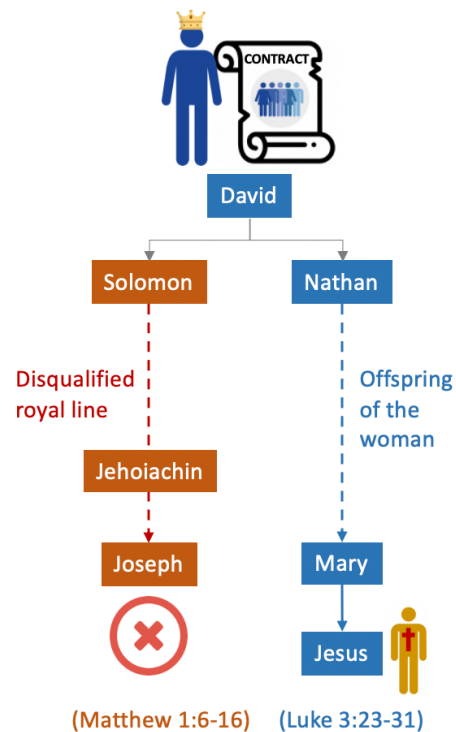 CONTRACT
David
Solomon
Nathan
Disqualified
royal line
Offspring
of the
woman
Jehoiachin
Joseph
Mary
Jesus
(Matthew 1:6-16)
(Luke 3:23-31)